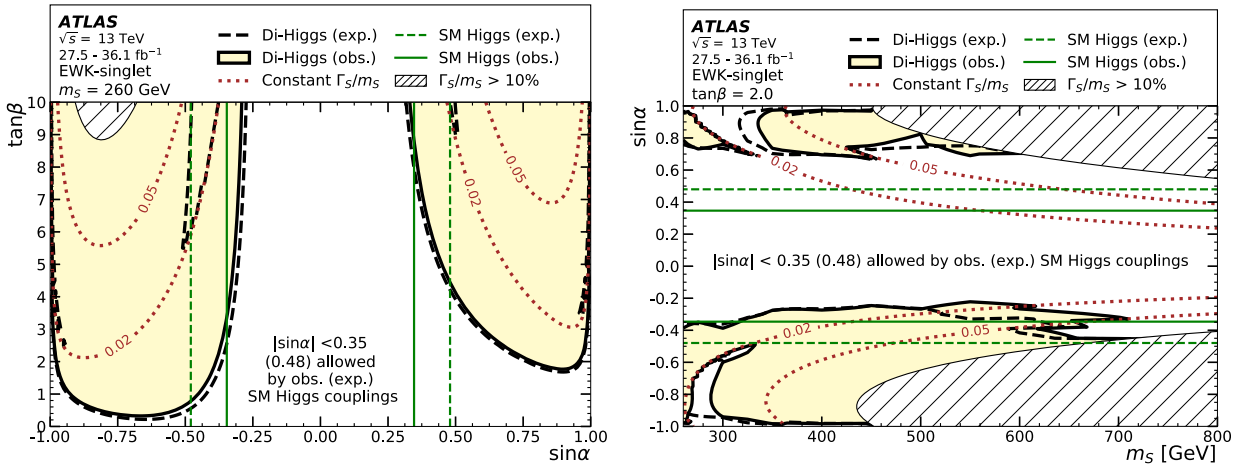 ATLAS
√s = 13 TeV
27.5 - 36.1 fb⁻¹
EWK-singlet
m_S = 260 GeV
Di-Higgs (exp.)
Di-Higgs (obs.)
Constant Γ_S/m_S
SM Higgs (exp.)
SM Higgs (obs.)
Γ_S/m_S > 10%
tanβ
10
9
8
7
6
5
4
3
2
1
0
0.05
0.02
0.05
0.02
|sinα| <0.35
(0.48) allowed
by obs. (exp.)
SM Higgs couplings
-1.00 -0.75 -0.50 -0.25 0.00 0.25 0.50 0.75 1.00
sinα
ATLAS
√s = 13 TeV
27.5 - 36.1 fb⁻¹
EWK-singlet
tanβ = 2.0
Di-Higgs (exp.)
Di-Higgs (obs.)
Constant Γ_S/m_S
SM Higgs (exp.)
SM Higgs (obs.)
Γ_S/m_S > 10%
sinα
1.0
0.8
0.6
0.4
0.2
0.0
-0.2
-0.4
-0.6
-0.8
-1.0
0.05
0.02
|sinα| < 0.35 (0.48) allowed by obs. (exp.) SM Higgs couplings
0.02
0.05
300 400 500 600 700 800
m_S [GeV]